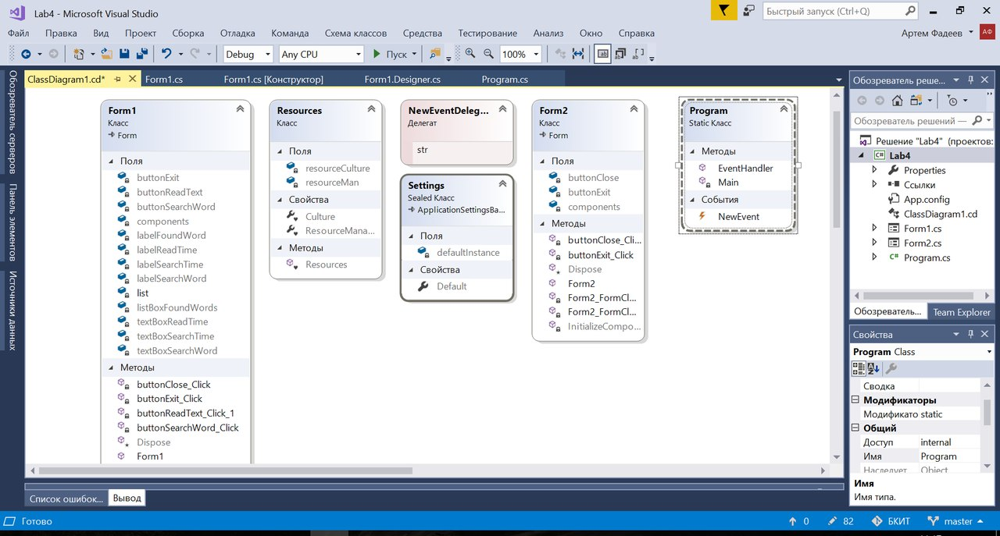 Lab4 - Microsoft Visual Studio
Быстрый запуск (Ctrl+Q)
Файл Правка Вид Проект Сборка Отладка Команда Схема классов Средства Тестирование Анализ Окно Справка
Артем Фадеев АФ
Debug Any CPU Пуск 100%
Обозреватель серверов
Панель элементов
Источники данных
ClassDiagram1.cd* Form1.cs Form1.cs [Конструктор] Form1.Designer.cs Program.cs
Form1
Класс
Form
Поля
buttonExit
buttonReadText
buttonSearchWord
components
labelFoundWord
labelReadTime
labelSearchTime
labelSearchWord
list
listBoxFoundWords
textBoxReadTime
textBoxSearchTime
textBoxSearchWord
Методы
buttonClose_Click
buttonExit_Click
buttonReadText_Click_1
buttonSearchWord_Click
Dispose
Form1
Resources
Класс
Поля
resourceCulture
resourceMan
Свойства
Culture
ResourceMana...
Методы
Resources
NewEventDeleg...
Делегат
str
Settings
Sealed Класс
ApplicationSettingsBa...
Поля
defaultInstance
Свойства
Default
Form2
Класс
Form
Поля
buttonClose
buttonExit
components
Методы
buttonClose_Cli...
buttonExit_Click
Dispose
Form2
Form2_FormCl...
Form2_FormCl...
InitializeCompo...
Program
Static Класс
Методы
EventHandler
Main
События
NewEvent
Обозреватель реше...
Обозреватель решений —
Решение "Lab4" (проектов:
Lab4
Properties
Ссылки
App.config
ClassDiagram1.cd
Form1.cs
Form2.cs
Program.cs
Обозреватель... Team Explorer
Свойства
Program Class
Сводка
Модификаторы
Модификато static
Общий
Доступ internal
Имя Program
Наследует Object
Имя
Имя типа.
Список ошибок... Вывод
Готово
0 82 БКИТ master